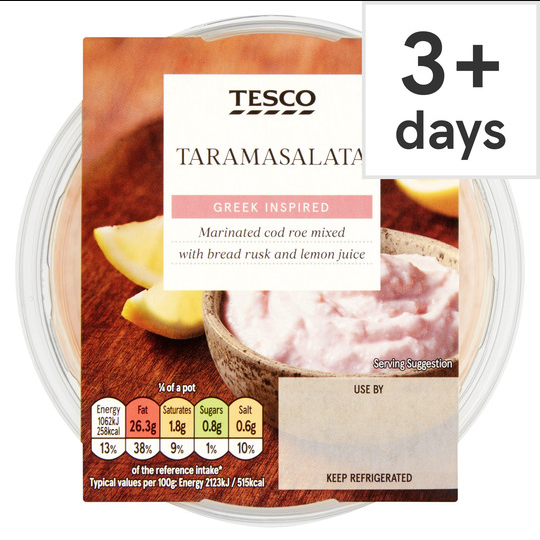 3+
days
TESCO
TARAMASALATA
GREEK INSPIRED
Marinated cod roe mixed
with bread rusk and lemon juice
Serving Suggestion
¼ of a pot
Energy
1062kJ
258kcal
13%
Fat
26.3g
38%
Saturates
1.8g
9%
Sugars
0.8g
1%
Salt
0.6g
10%
of the reference intake*
Typical values per 100g: Energy 2123kJ / 515kcal
USE BY
KEEP REFRIGERATED